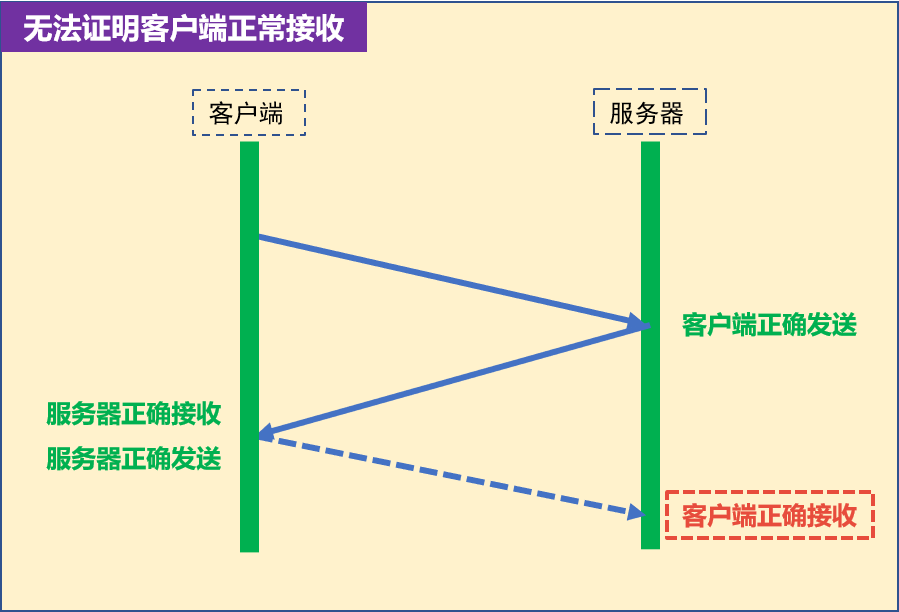 无法证明客户端正常接收
客户端
服务器
客户端正确发送
服务器正确接收
服务器正确发送
客户端正确接收